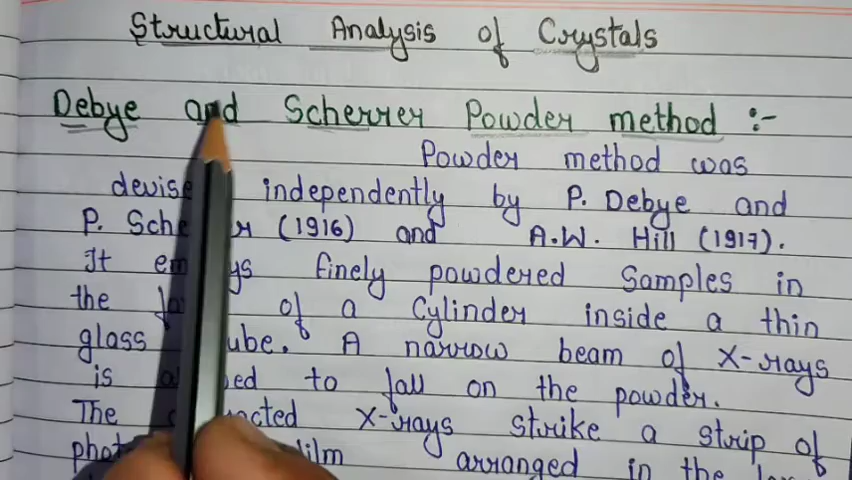 Structural Analysis of Crystals
Debye and Scherrer Powder method :-
Powder method was
independently by P. Debye and
P. (1916) and A.W. Hill (1917).
It finely powdered Samples in
the of a Cylinder inside a thin
glass A narrow beam of X-rays
is to fall on the powder.
The X-rays strike a strip of
arranged in the